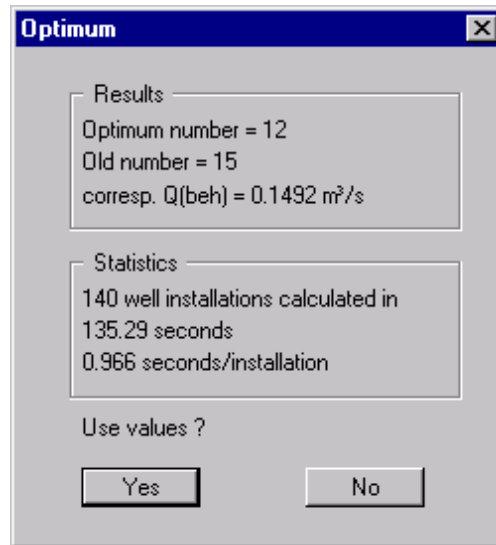 Optimum
Results
Optimum number = 12
Old number = 15
corresp. Q(beh) = 0.1492 m³/s
Statistics
140 well installations calculated in
135.29 seconds
0.966 seconds/installation
Use values ?
Yes
No